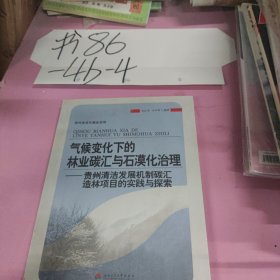 书86
-4b-4
QIHOU BIANHUA XIA DE
LINYE TANHUI YU SHIMOHUA ZHILI
气候变化下的
林业碳汇与石漠化治理
——贵州清洁发展机制碳汇
造林项目的实践与探索